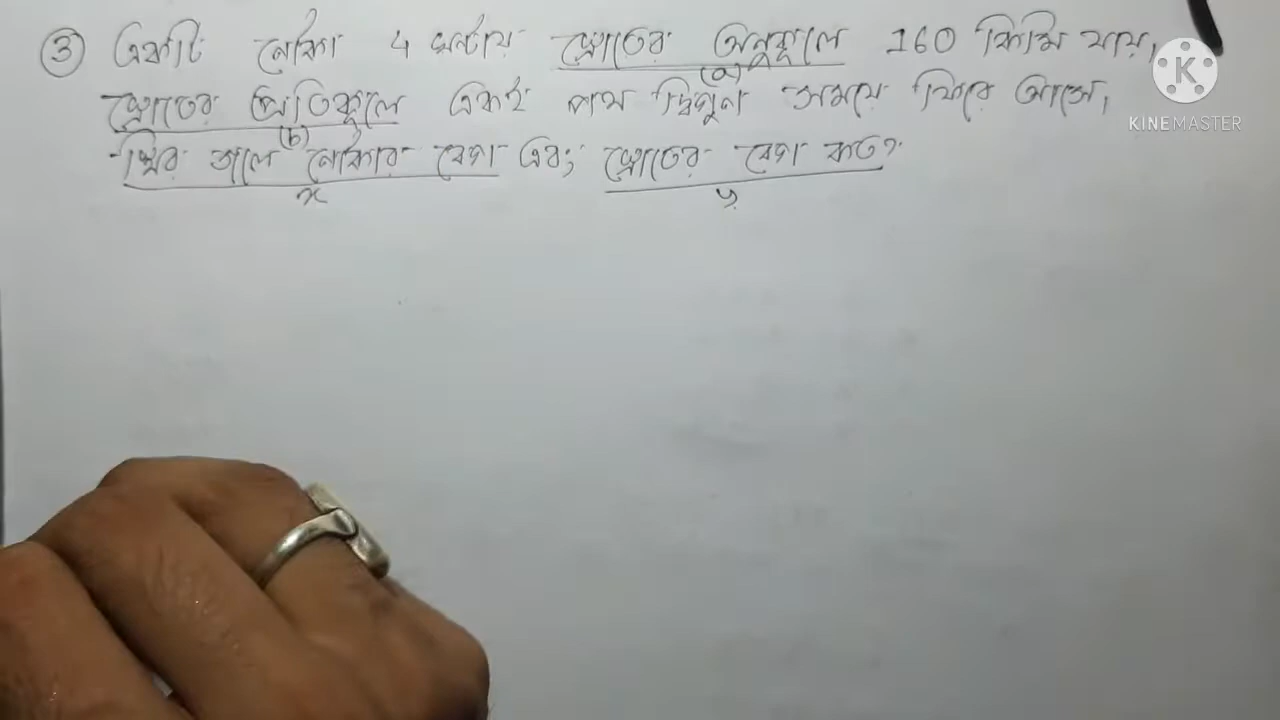 ③ একটি নৌকা 4 ঘন্টায় স্রোতের অনুকূলে 160 কিমি যায়,
(a)
স্রোতের প্রতিকূলে একই পথ দ্বিগুণ সময়ে ফিরে আসে,
(b)
স্থির জলে নৌকার বেগ এবং স্রোতের বেগ কত?
x y
K
KINEMASTER